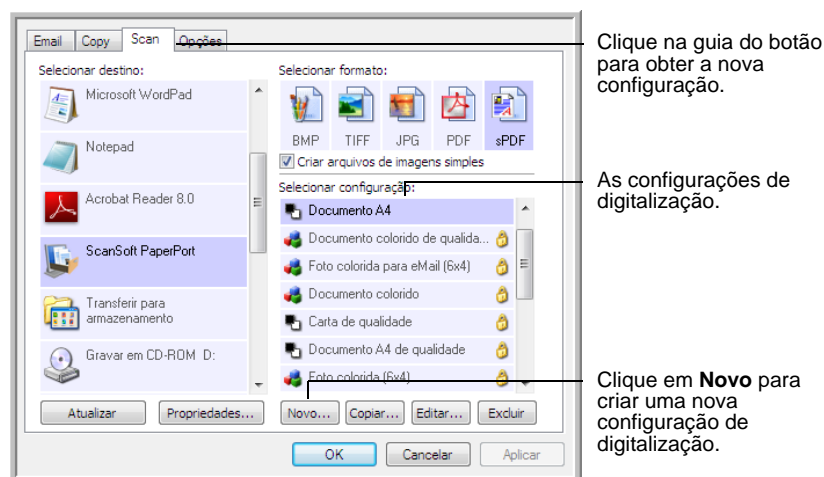 Email Copy Scan Opções
Selecionar destino:
Microsoft WordPad
Notepad
Acrobat Reader 8.0
ScanSoft PaperPort
Transferir para
armazenamento
Gravar em CD-ROM D:
Atualizar Propriedades...
Selecionar formato:
BMP TIFF JPG PDF sPDF
Criar arquivos de imagens simples
Selecionar configuração:
Documento A4
Documento colorido de qualida...
Foto colorida para eMail (6x4)
Documento colorido
Carta de qualidade
Documento A4 de qualidade
Foto colorida (6x4)
Novo... Copiar... Editar... Excluir
OK Cancelar Aplicar
Clique na guia do botão
para obter a nova
configuração.
As configurações de
digitalização.
Clique em Novo para
criar uma nova
configuração de
digitalização.